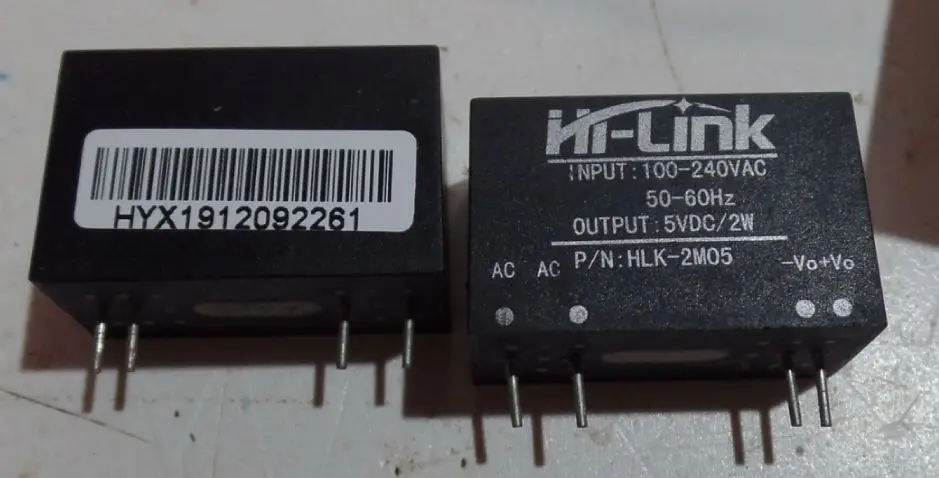 HYX1912092261
Hi-Link
INPUT:100-240VAC
50-60Hz
OUTPUT:5VDC/2W
P/N:HLK-2M05
AC AC
-Vo+Vo